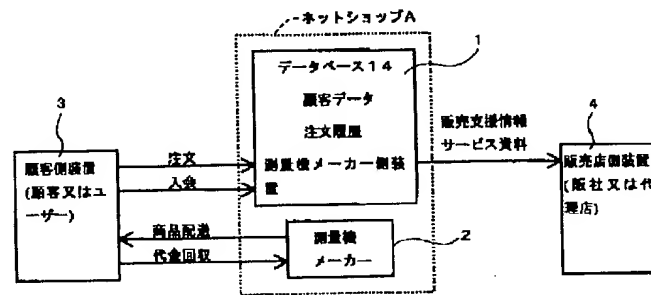 ネットショップA
1
データベース14
顧客データ
注文履歴
測量機メーカー側装
置
3
顧客側装置
(顧客又はユ
ーザー)
注文
入会
商品配送
代金回収
測量機
メーカー
2
販売支援情報
サービス資料
4
販売店側装置
(販社又は代
理店)